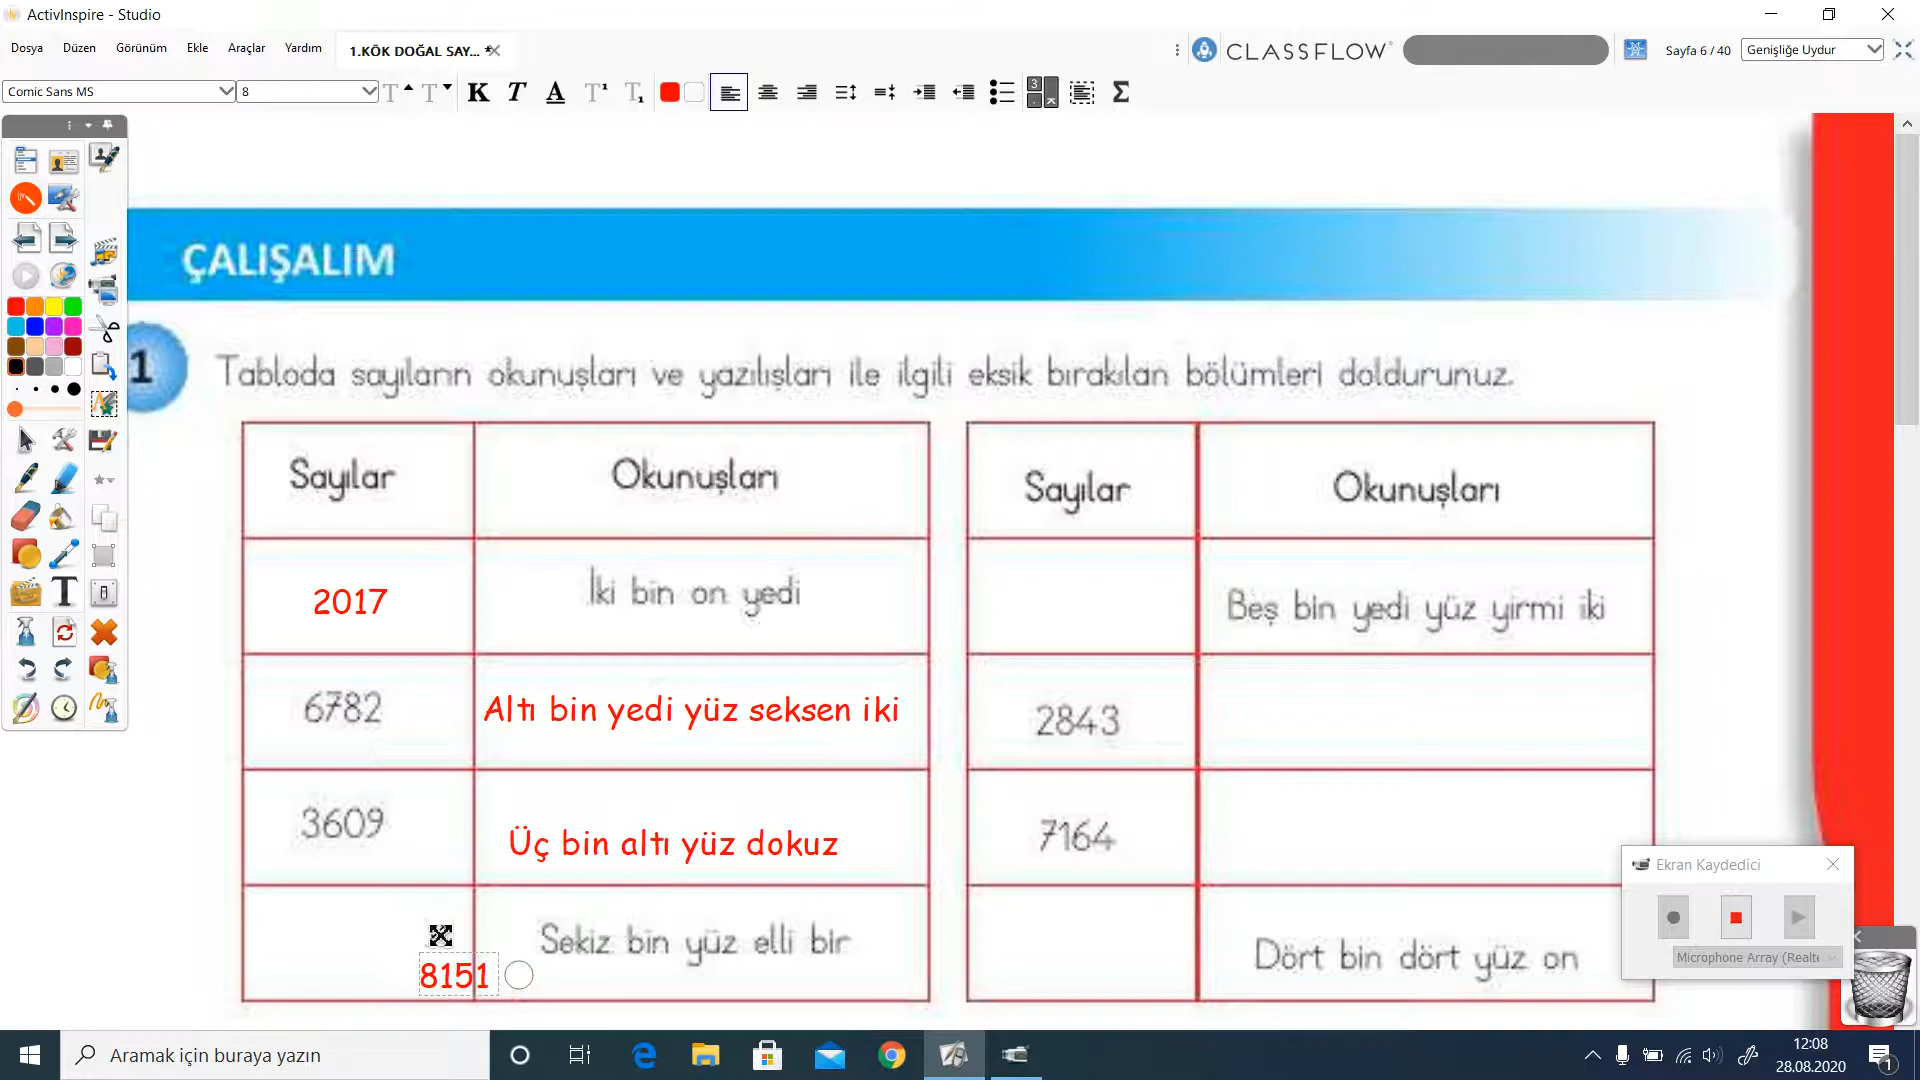 ActivInspire - Studio
Dosya Düzen Görünüm Ekle Araçlar Yardım 1.KÖK DOĞAL SAY... * CLASSFLOW Sayfa 6 / 40 Genişliğe Uydur
Comic Sans MS 8 K T A T T
ÇALIŞALIM
1 Tabloda sayıların okunuşları ve yazılışları ile ilgili eksik bırakılan bölümleri doldurunuz.
Sayılar Okunuşları
2017 İki bin on yedi
6782 Altı bin yedi yüz seksen iki
3609 Üç bin altı yüz dokuz
8151 Sekiz bin yüz elli bir
Sayılar Okunuşları
Beş bin yedi yüz yirmi iki
2843
7164
Dört bin dört yüz on
Ekran Kaydedici
Microphone Array (Realte
Aramak için buraya yazın
12:08
28.08.2020
1